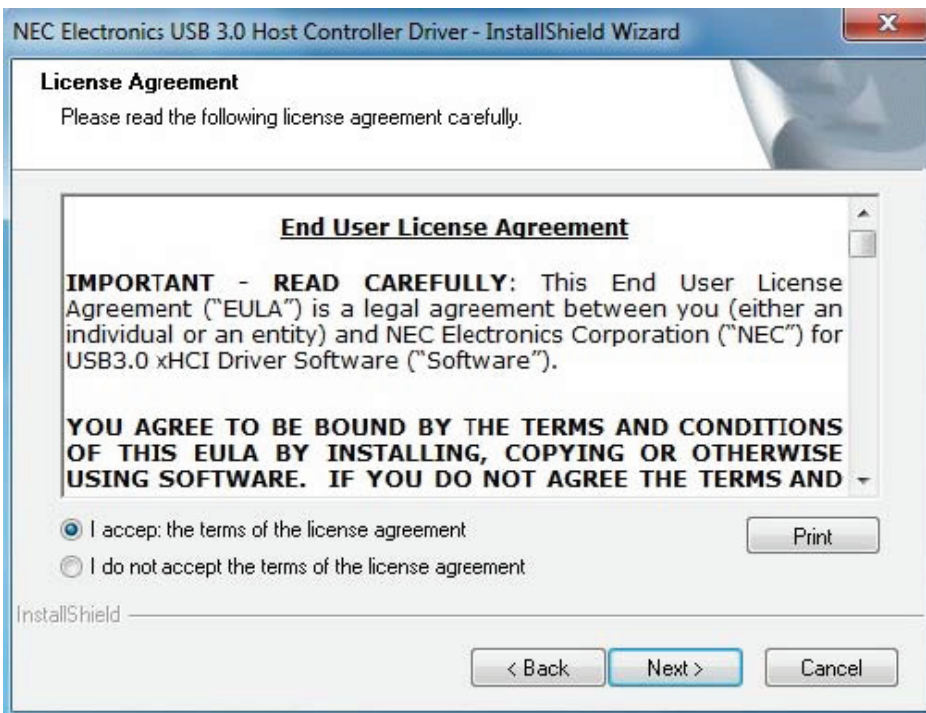 NEC Electronics USB 3.0 Host Controller Driver - InstallShield Wizard
License Agreement
Please read the following license agreement carefully.
End User License Agreement
IMPORTANT - READ CAREFULLY: This End User License
Agreement (“EULA”) is a legal agreement between you (either an
individual or an entity) and NEC Electronics Corporation (“NEC”) for
USB3.0 xHCI Driver Software (“Software”).
YOU AGREE TO BE BOUND BY THE TERMS AND CONDITIONS
OF THIS EULA BY INSTALLING, COPYING OR OTHERWISE
USING SOFTWARE. IF YOU DO NOT AGREE THE TERMS AND
I accept the terms of the license agreement
Print
I do not accept the terms of the license agreement
InstallShield
< Back Next > Cancel